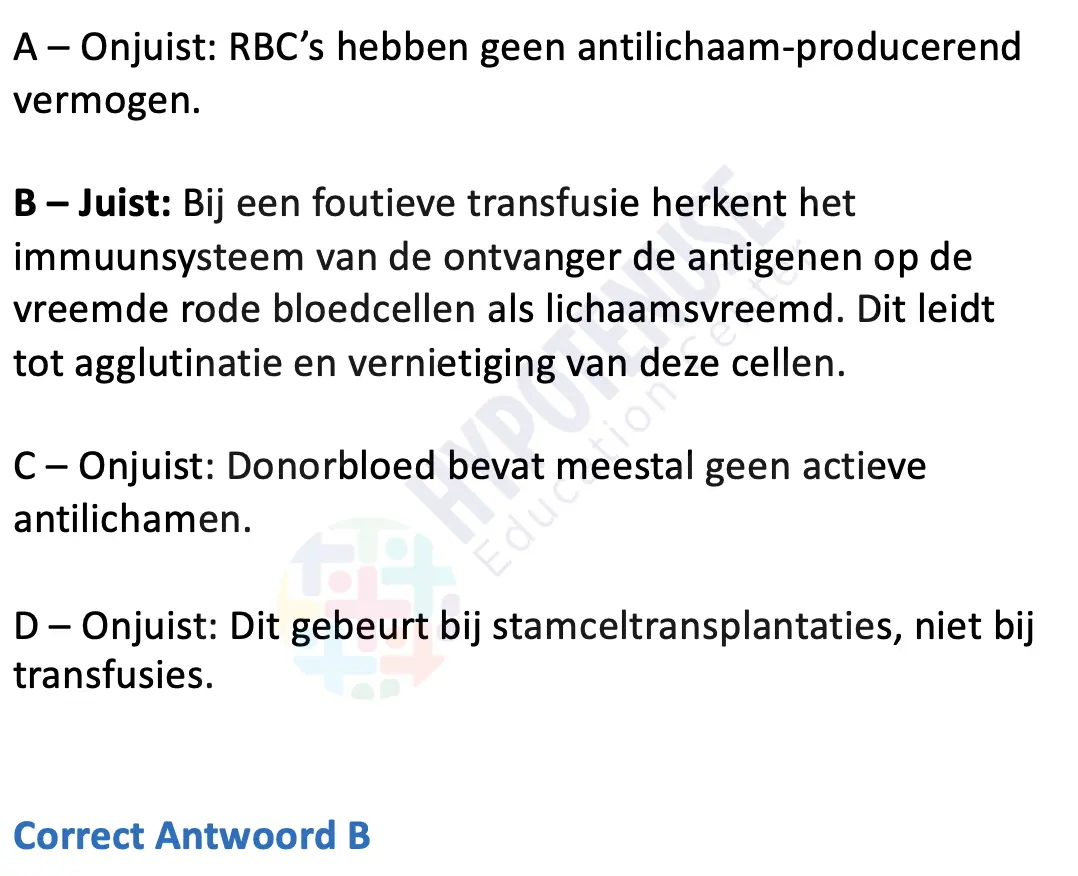 A – Onjuist: RBC’s hebben geen antilichaam-producerend
vermogen.
B – Juist: Bij een foutieve transfusie herkent het
immuunsysteem van de ontvanger de antigenen op de
vreemde rode bloedcellen als lichaamsvreemd. Dit leidt
tot agglutinatie en vernietiging van deze cellen.
C – Onjuist: Donorbloed bevat meestal geen actieve
antilichamen.
D – Onjuist: Dit gebeurt bij stamceltransplantaties, niet bij
transfusies.
Correct Antwoord B
HYPOTENUSE
Education Center